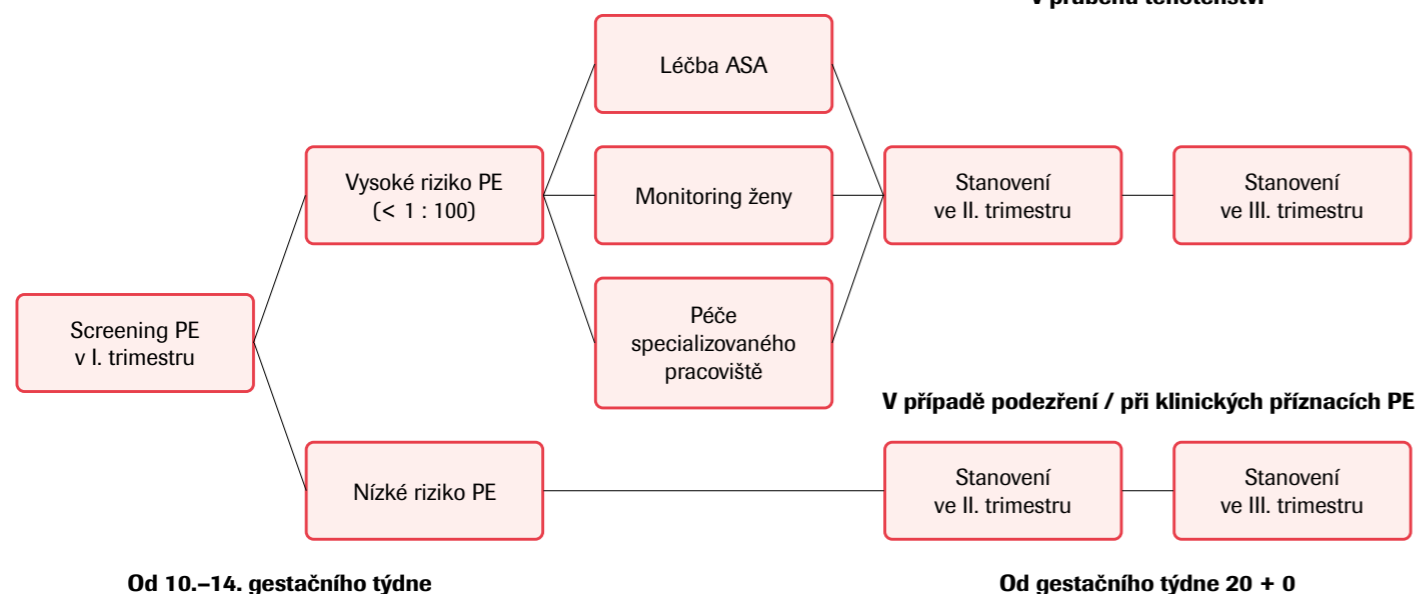 v průběhu těhotenství
Léčba ASA
Vysoké riziko PE
(< 1 : 100)
Monitoring ženy
Stanovení
ve II. trimestru
Stanovení
ve III. trimestru
Screening PE
v I. trimestru
Péče
specializovaného
pracoviště
V případě podezření / při klinických příznacích PE
Nízké riziko PE
Stanovení
ve II. trimestru
Stanovení
ve III. trimestru
Od 10.–14. gestačního týdne
Od gestačního týdne 20 + 0